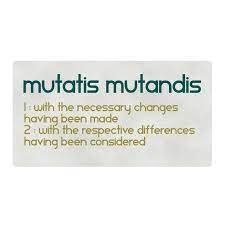 mutatis mutandis
1 : with the necessary changes
having been made
2 : with the respective differences
having been considered